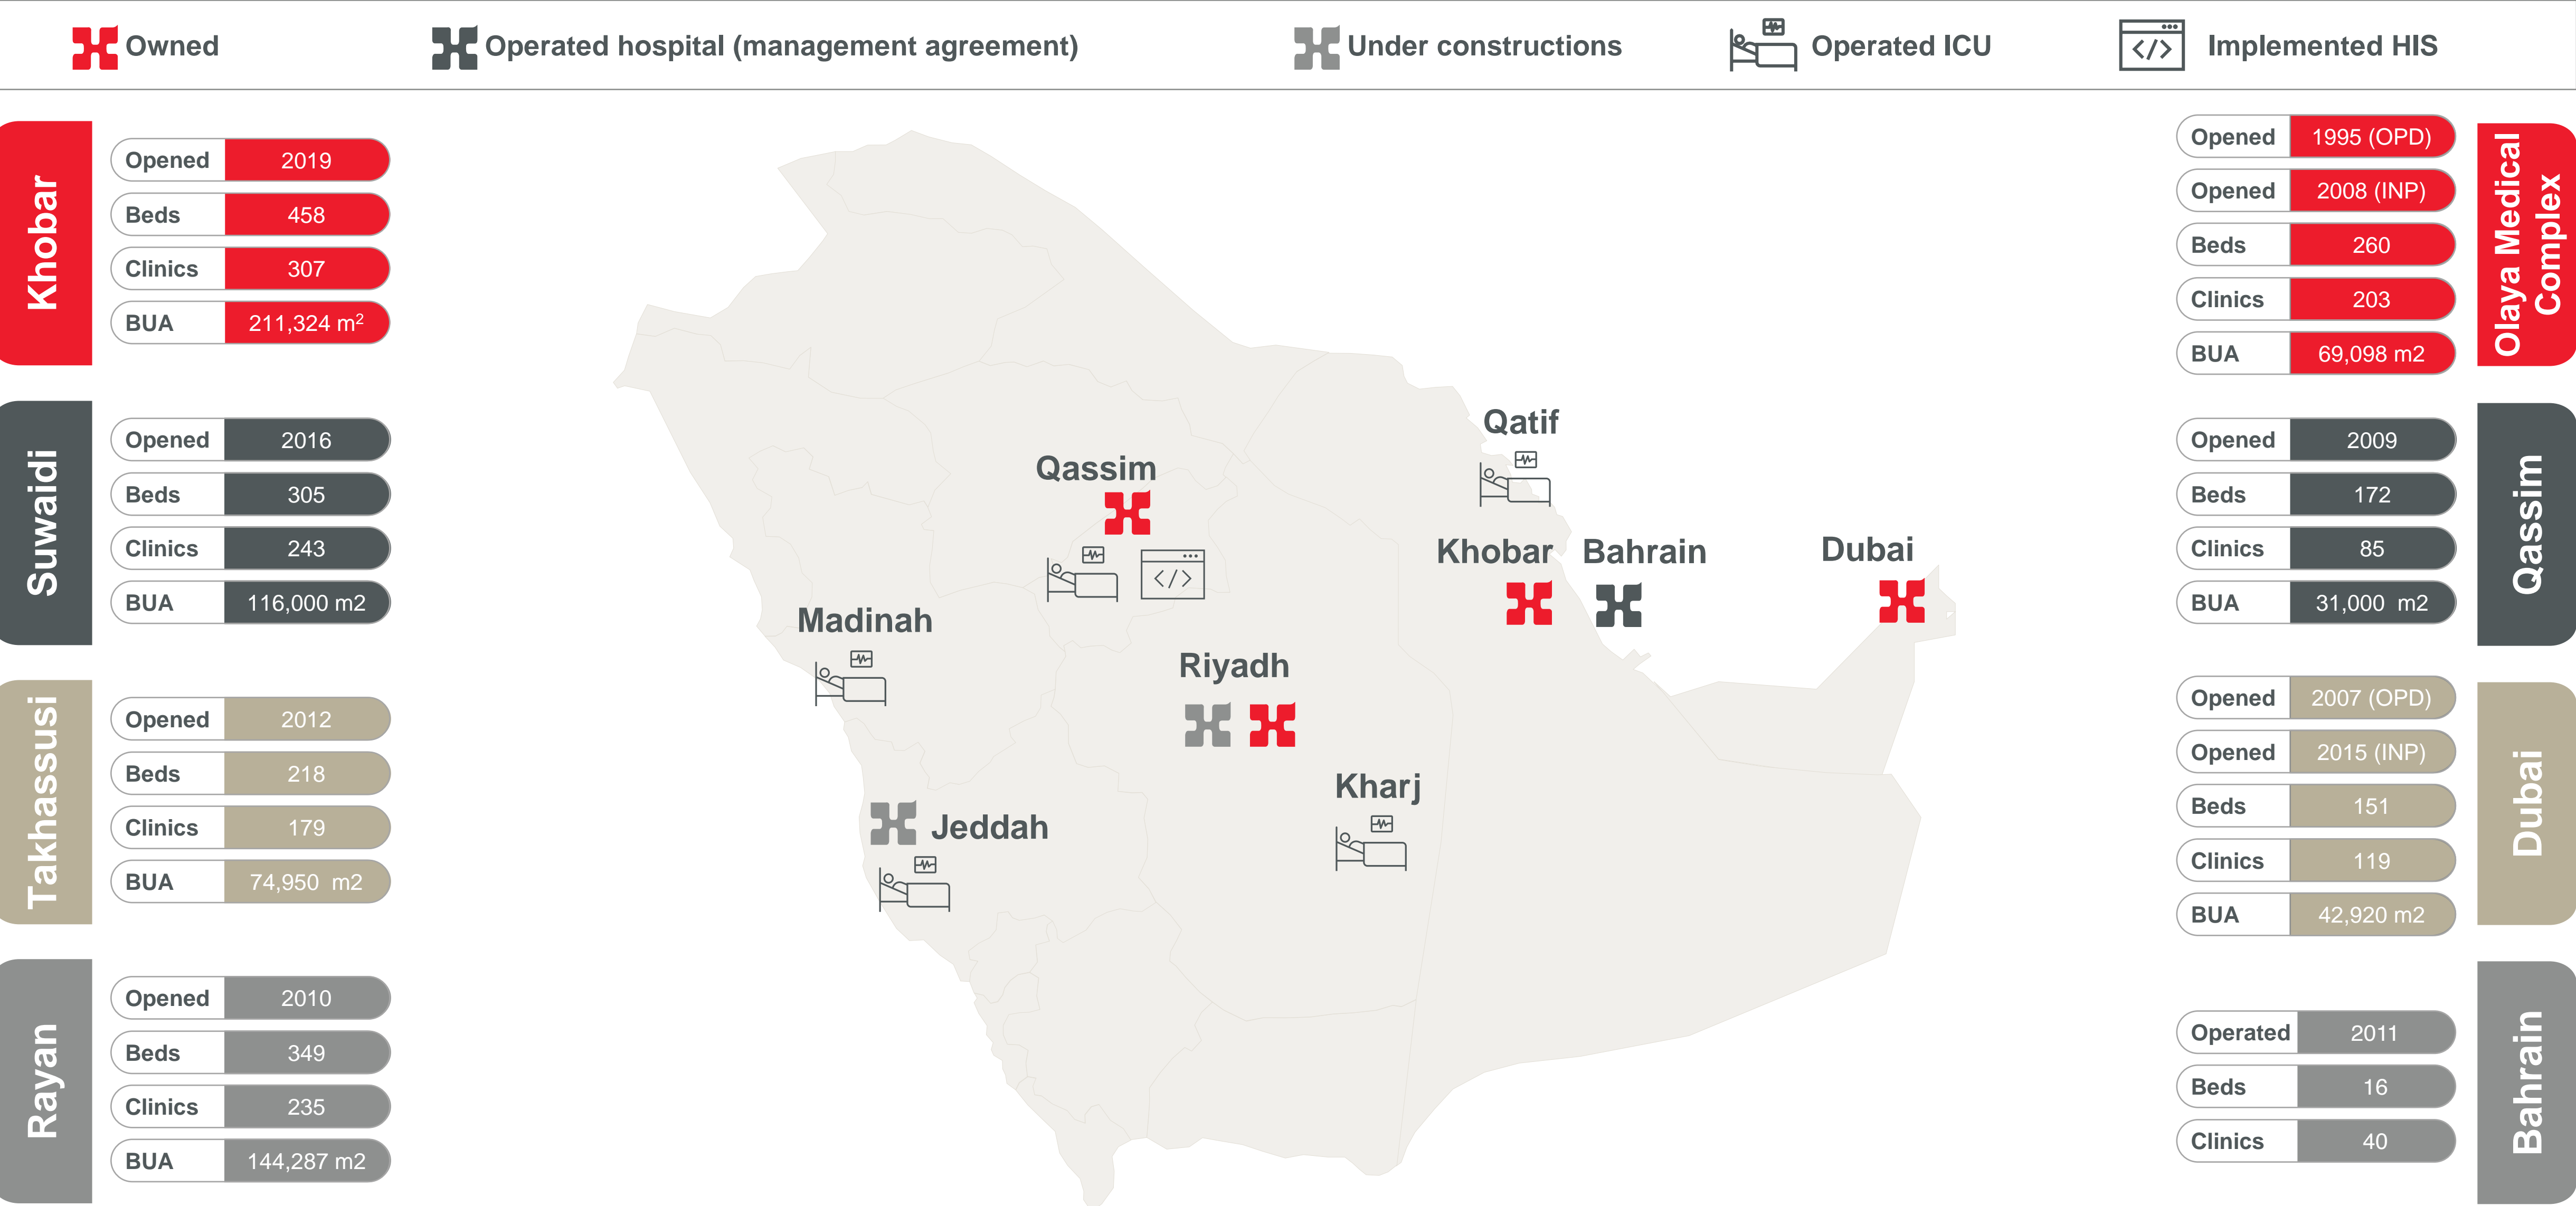 Owned
Operated hospital (management agreement)
Under constructions
Operated ICU
</>
Implemented HIS
Khobar
Opened 2019
Beds 458
Clinics 307
BUA 211,324 m²
Suwaidi
Opened 2016
Beds 305
Clinics 243
BUA 116,000 m2
Takhassusi
Opened 2012
Beds 218
Clinics 179
BUA 74,950 m2
Rayan
Opened 2010
Beds 349
Clinics 235
BUA 144,287 m2
Qatif
Qassim
</>
Khobar
Bahrain
Dubai
Madinah
Riyadh
Kharj
Jeddah
Olaya Medical
Complex
Opened 1995 (OPD)
Opened 2008 (INP)
Beds 260
Clinics 203
BUA 69,098 m2
Qassim
Opened 2009
Beds 172
Clinics 85
BUA 31,000 m2
Dubai
Opened 2007 (OPD)
Opened 2015 (INP)
Beds 151
Clinics 119
BUA 42,920 m2
Bahrain
Operated 2011
Beds 16
Clinics 40